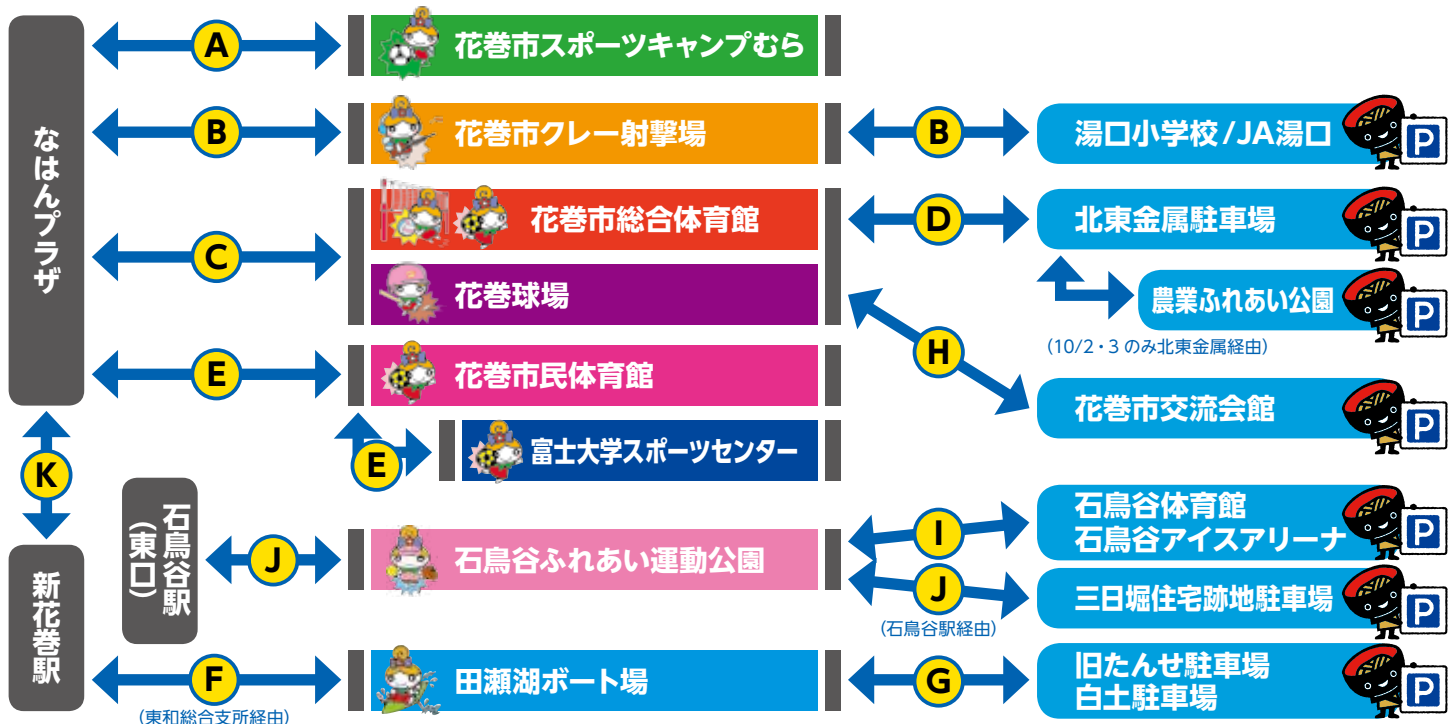 なはんプラザ
A
花巻市スポーツキャンプむら
B
花巻市クレー射撃場
B
湯口小学校/JA湯口
P
C
花巻市総合体育館
D
北東金属駐車場
P
花巻球場
農業ふれあい公園
P
(10/2・3 のみ北東金属経由)
H
花巻市交流会館
P
E
花巻市民体育館
E
富士大学スポーツセンター
K
新花巻駅
石鳥谷駅
(東口)
J
石鳥谷ふれあい運動公園
I
石鳥谷体育館
石鳥谷アイスアリーナ
P
J
(石鳥谷駅経由)
三日堀住宅跡地駐車場
P
F
(東和総合支所経由)
田瀬湖ボート場
G
旧たんせ駐車場
白土駐車場
P